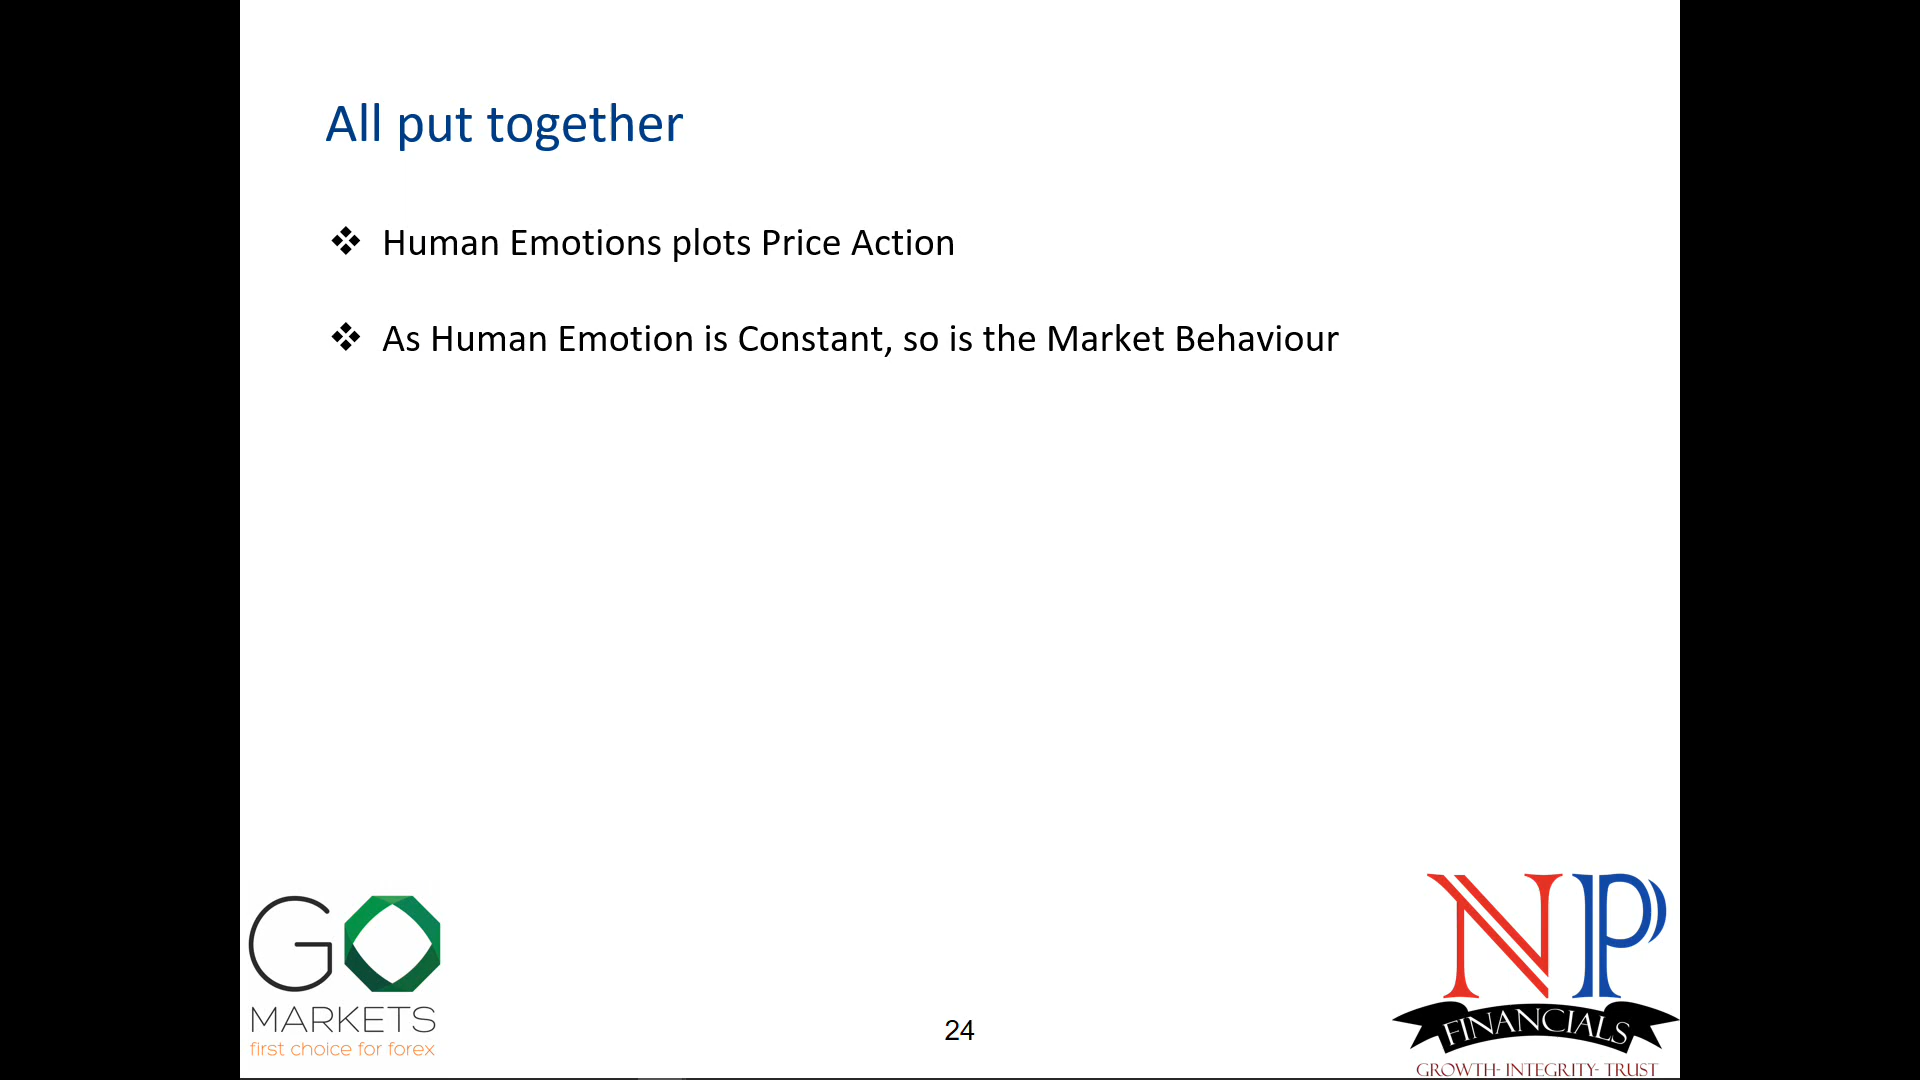 All put together
❖ Human Emotions plots Price Action
❖ As Human Emotion is Constant, so is the Market Behaviour
GO
MARKETS
first choice for forex
24
NP
FINANCIALS
GROWTH- INTEGRITY- TRUST